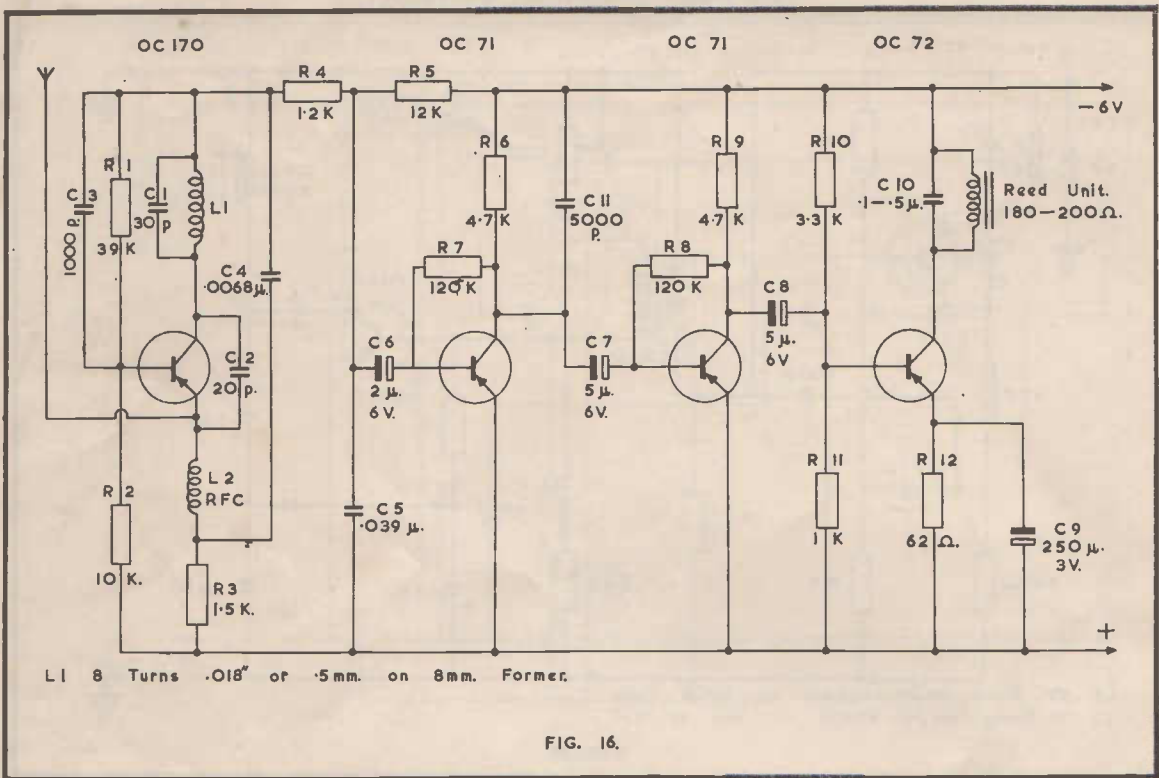 OC 170
OC 71
OC 71
OC 72
R 4
1·2 K
R 5
12 K
−6V
R 1
39 K
C 3
1000 p.
C 1
30 p
L1
C 4
·0068µ.
R 6
4.7 K
C 11
5000
p.
R 9
4·7 K
R 10
3·3 K
C 10
·1–·5µ.
Reed Unit.
180–200Ω.
R 7
120 K
R 8
120 K
C 2
20 p.
C 6
2 µ.
6V.
C 7
5 µ.
6V.
C 8
5 µ.
6V
L 2
RFC
R 2
10 K.
R 3
1·5 K.
C 5
·039 µ.
R 11
1 K
R 12
62 Ω.
C 9
250 µ.
3V.
+
L1 8 Turns ·018" or ·5mm. on 8mm. Former.
FIG. 16.